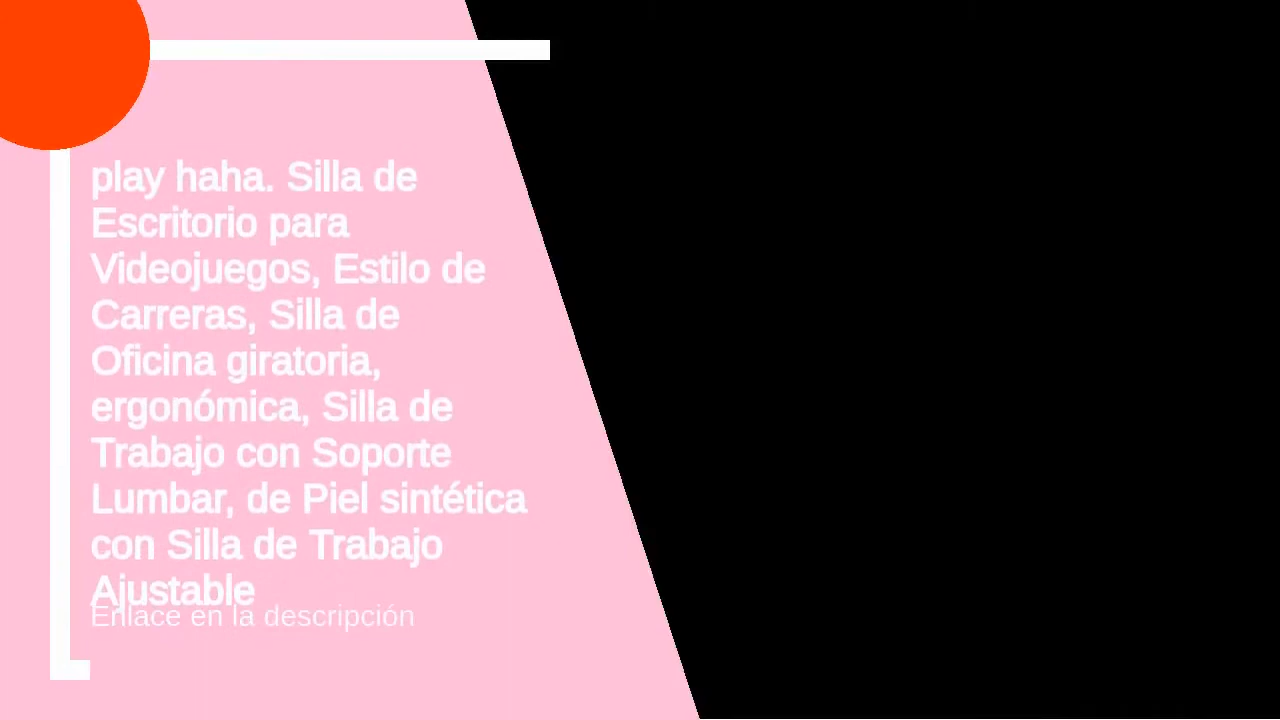 play haha. Silla de
Escritorio para
Videojuegos, Estilo de
Carreras, Silla de
Oficina giratoria,
ergonómica, Silla de
Trabajo con Soporte
Lumbar, de Piel sintética
con Silla de Trabajo
Ajustable
Enlace en la descripción